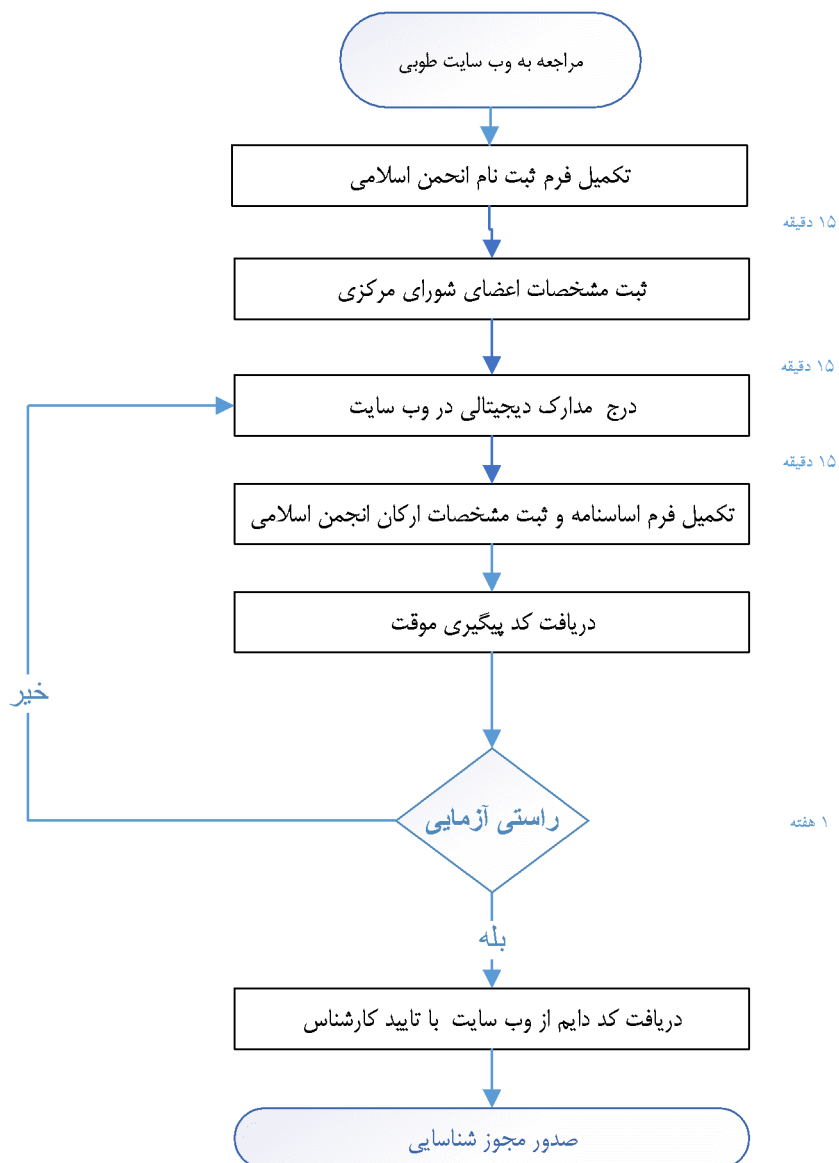 مراجعه به وب سایت طوبی
تکمیل فرم ثبت نام انحمن اسلامی
۱۵ دقیقه
ثبت مشخصات اعضای شورای مرکزی
۱۵ دقیقه
درج مدارک دیجیتالی در وب سایت
۱۵ دقیقه
تکمیل فرم اساسنامه و ثبت مشخصات ارکان انجمن اسلامی
دریافت کد پیگیری موقت
خیر
راستی آزمایی
۱ هفته
بله
دریافت کد دایم از وب سایت با تایید کارشناس
صدور مجوز شناسایی